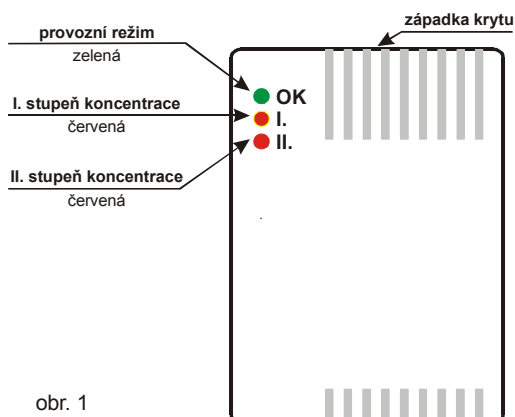 západka krytu
provozní režim
zelená
OK
I. stupeň koncentrace
I.
červená
II.
II. stupeň koncentrace
červená
obr. 1